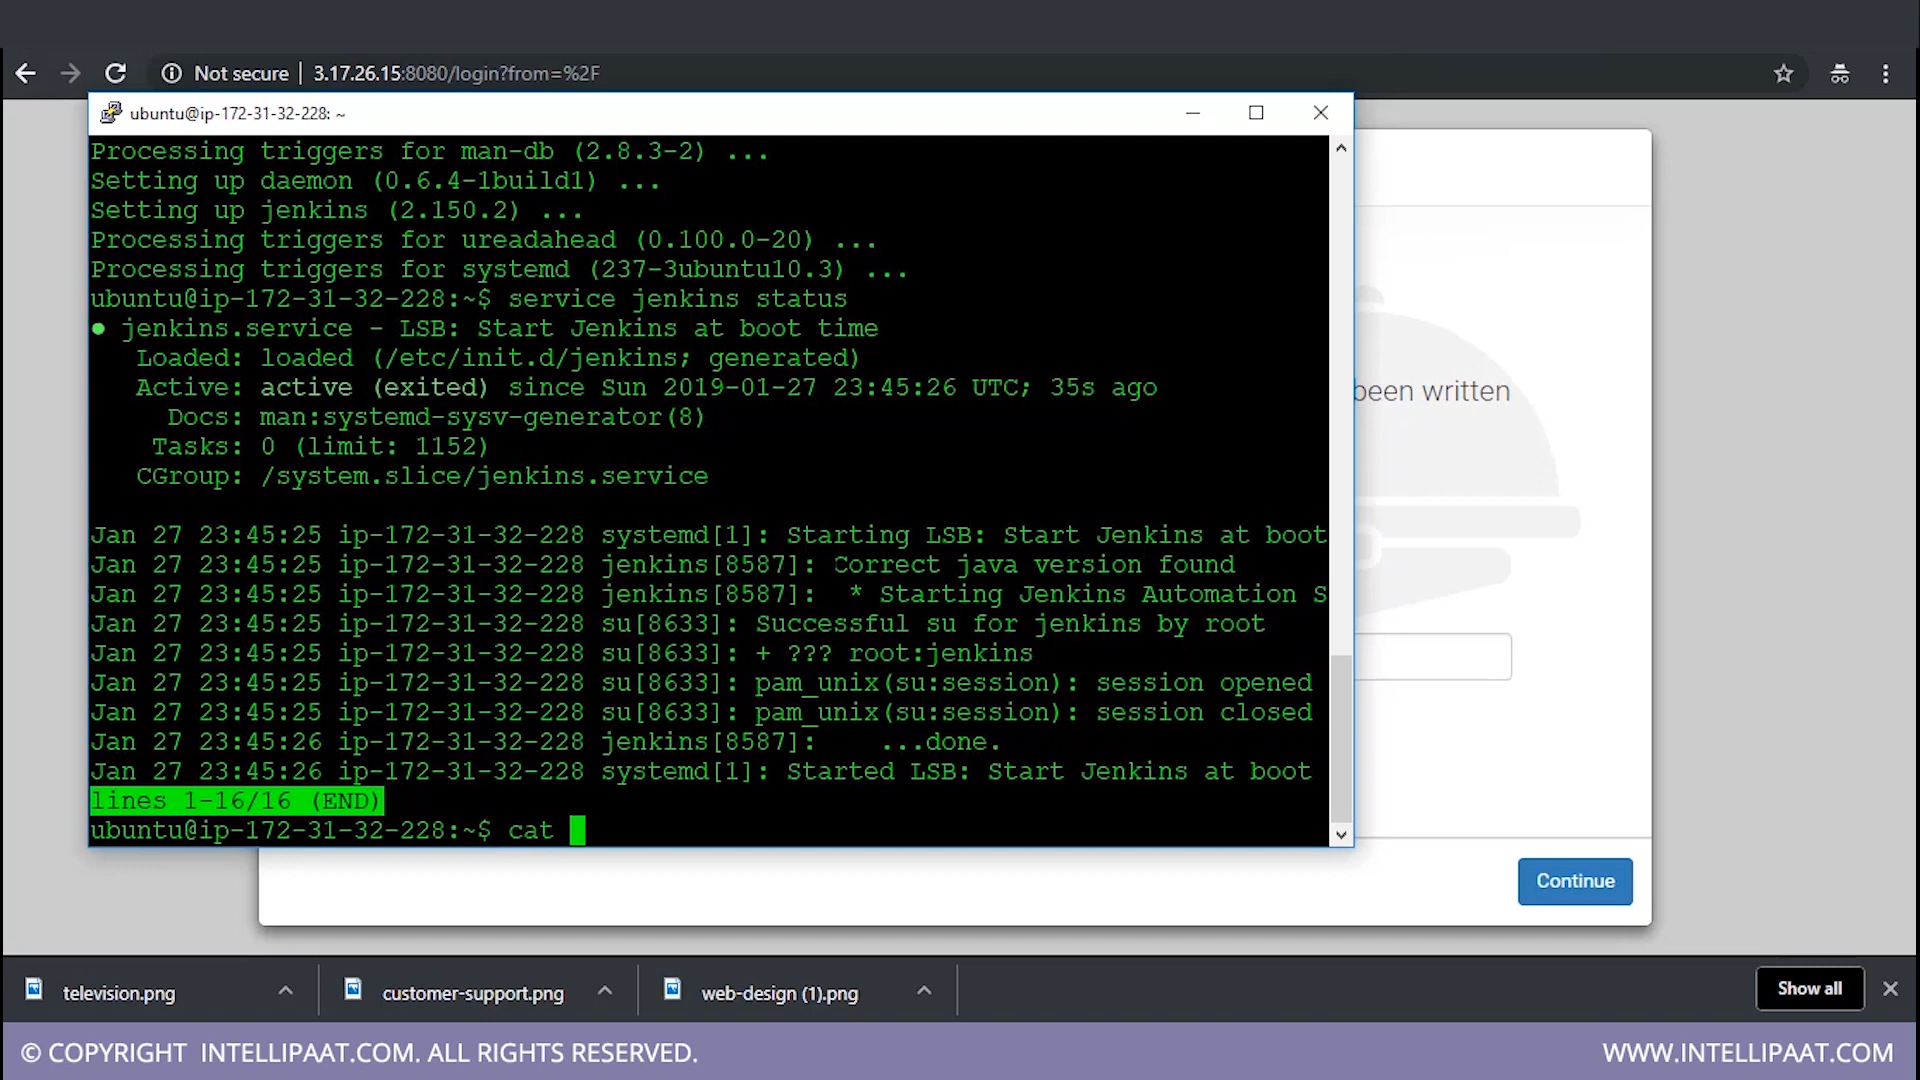 Not secure | 3.17.26.15:8080/login?from=%2F
ubuntu@ip-172-31-32-228: ~
Processing triggers for man-db (2.8.3-2) ...
Setting up daemon (0.6.4-1build1) ...
Setting up jenkins (2.150.2) ...
Processing triggers for ureadahead (0.100.0-20) ...
Processing triggers for systemd (237-3ubuntu10.3) ...
ubuntu@ip-172-31-32-228:~$ service jenkins status
● jenkins.service - LSB: Start Jenkins at boot time
Loaded: loaded (/etc/init.d/jenkins; generated)
Active: active (exited) since Sun 2019-01-27 23:45:26 UTC; 35s ago
Docs: man:systemd-sysv-generator(8)
Tasks: 0 (limit: 1152)
CGroup: /system.slice/jenkins.service
Jan 27 23:45:25 ip-172-31-32-228 systemd[1]: Starting LSB: Start Jenkins at boot
Jan 27 23:45:25 ip-172-31-32-228 jenkins[8587]: Correct java version found
Jan 27 23:45:25 ip-172-31-32-228 jenkins[8587]:  * Starting Jenkins Automation S
Jan 27 23:45:25 ip-172-31-32-228 su[8633]: Successful su for jenkins by root
Jan 27 23:45:25 ip-172-31-32-228 su[8633]: + ??? root:jenkins
Jan 27 23:45:25 ip-172-31-32-228 su[8633]: pam_unix(su:session): session opened
Jan 27 23:45:25 ip-172-31-32-228 su[8633]: pam_unix(su:session): session closed
Jan 27 23:45:26 ip-172-31-32-228 jenkins[8587]:    ...done.
Jan 27 23:45:26 ip-172-31-32-228 systemd[1]: Started LSB: Start Jenkins at boot
lines 1-16/16 (END)
ubuntu@ip-172-31-32-228:~$ cat
been written
Continue
television.png
customer-support.png
web-design (1).png
Show all
© COPYRIGHT INTELLIPAAT.COM. ALL RIGHTS RESERVED.
WWW.INTELLIPAAT.COM